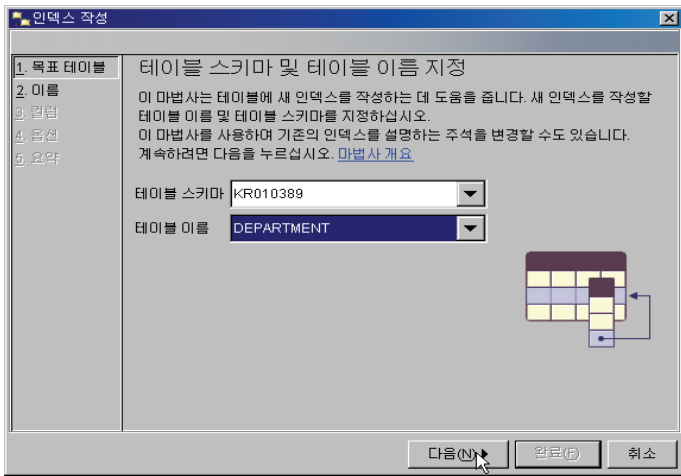 인덱스 작성
1. 목표 테이블
2. 이름
3. 컬럼
4. 옵션
5. 요약
테이블 스키마 및 테이블 이름 지정
이 마법사는 테이블에 새 인덱스를 작성하는 데 도움을 줍니다. 새 인덱스를 작성할
테이블 이름 및 테이블 스키마를 지정하십시오.
이 마법사를 사용하여 기존의 인덱스를 설명하는 주석을 변경할 수도 있습니다.
계속하려면 다음을 누르십시오. 마법사 개요
테이블 스키마 KR010389
테이블 이름 DEPARTMENT
다음(N) 완료(F) 취소